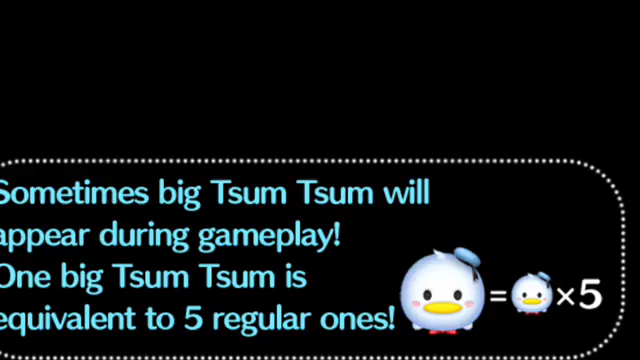 Sometimes big Tsum Tsum will
appear during gameplay!
One big Tsum Tsum is
equivalent to 5 regular ones!
=×5